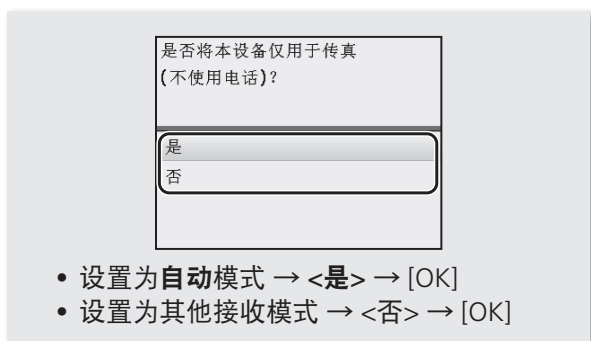 是否将本设备仅用于传真
(不使用电话)?
是
否
• 设置为自动模式 → <是> → [OK]
• 设置为其他接收模式 → <否> → [OK]